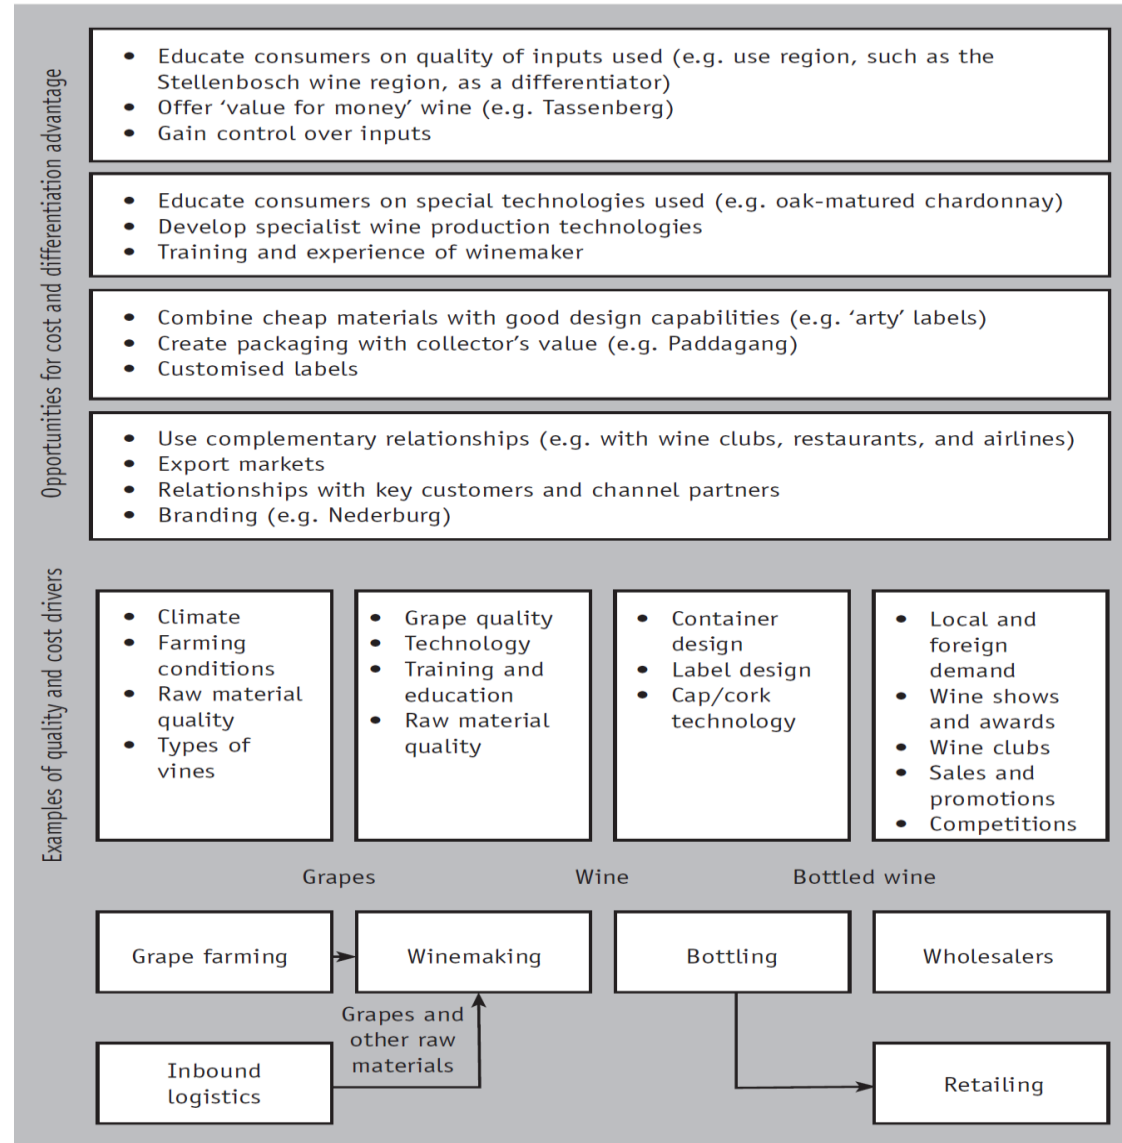 Opportunities for cost and differentiation advantage
• Educate consumers on quality of inputs used (e.g. use region, such as the
Stellenbosch wine region, as a differentiator)
• Offer ‘value for money’ wine (e.g. Tassenberg)
• Gain control over inputs
• Educate consumers on special technologies used (e.g. oak-matured chardonnay)
• Develop specialist wine production technologies
• Training and experience of winemaker
• Combine cheap materials with good design capabilities (e.g. ‘arty’ labels)
• Create packaging with collector’s value (e.g. Paddagang)
• Customised labels
• Use complementary relationships (e.g. with wine clubs, restaurants, and airlines)
• Export markets
• Relationships with key customers and channel partners
• Branding (e.g. Nederburg)
Examples of quality and cost drivers
• Climate
• Farming
conditions
• Raw material
quality
• Types of
vines
• Grape quality
• Technology
• Training and
education
• Raw material
quality
• Container
design
• Label design
• Cap/cork
technology
• Local and
foreign
demand
• Wine shows
and awards
• Wine clubs
• Sales and
promotions
• Competitions
Grapes
Wine
Bottled wine
Grape farming
Winemaking
Bottling
Wholesalers
Grapes and
other raw
materials
Inbound
logistics
Retailing